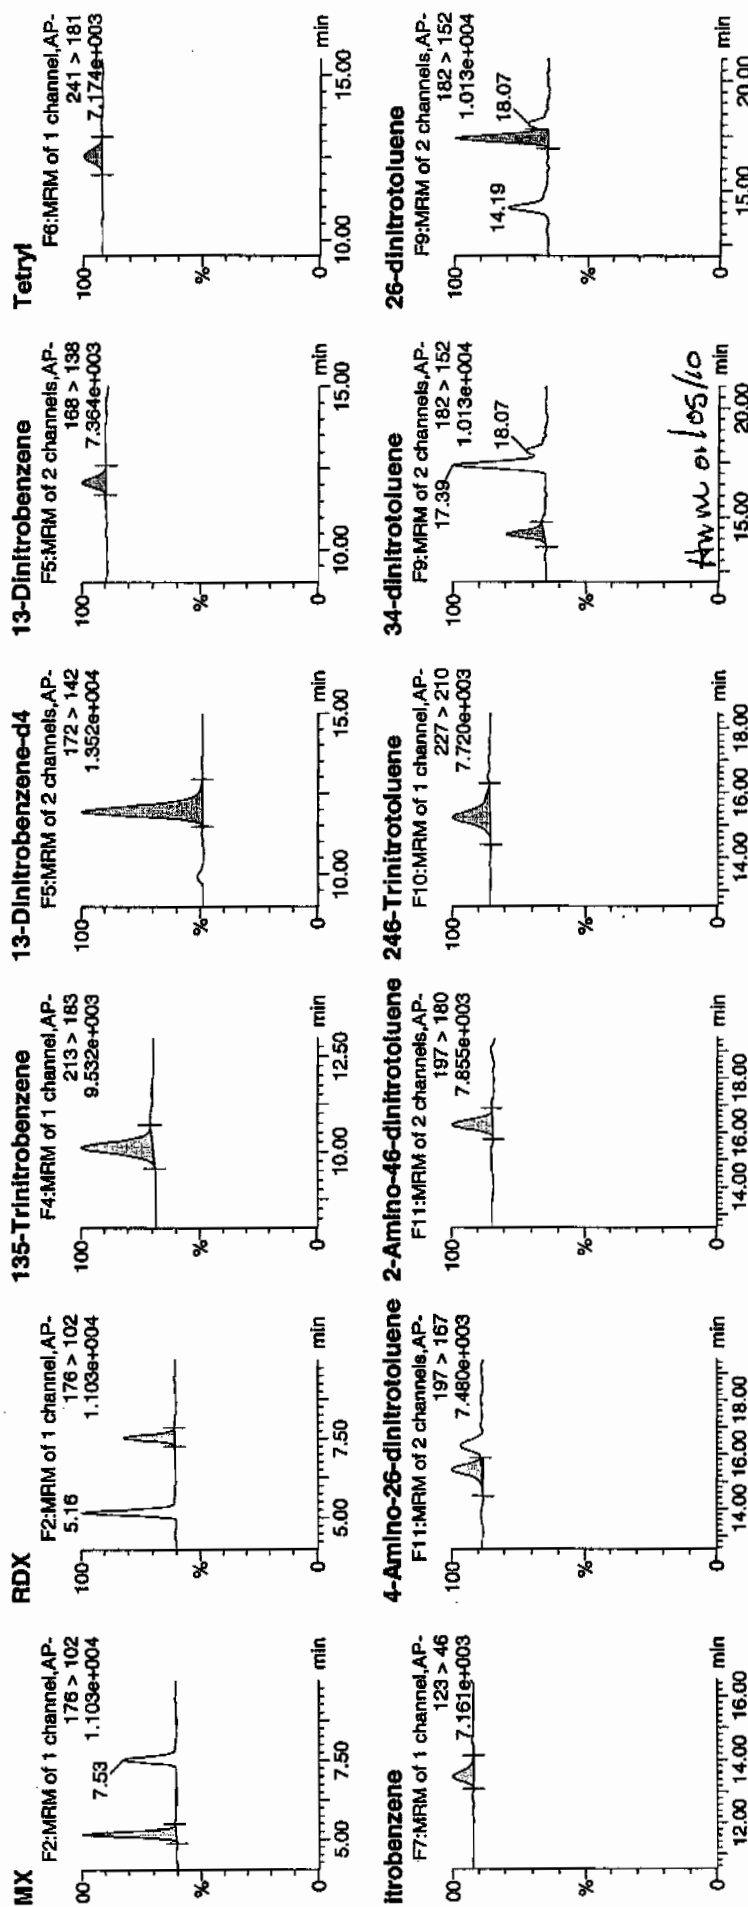 MX
F2:MRM of 1 channel,AP-
176 > 102
1.103e+004
00
7.53
%
0
5.00 7.50 min
RDX
F2:MRM of 1 channel,AP-
176 > 102
1.103e+004
100
5.16
%
0
5.00 7.50 min
135-Trinitrobenzene
F4:MRM of 1 channel,AP-
213 > 183
9.532e+003
100
%
0
10.00 12.50 min
13-Dinitrobenzene-d4
F5:MRM of 2 channels,AP-
172 > 142
1.352e+004
100
%
0
10.00 15.00 min
13-Dinitrobenzene
F5:MRM of 2 channels,AP-
168 > 138
7.364e+003
100
%
0
10.00 15.00 min
Tetryl
F6:MRM of 1 channel,AP-
241 > 181
7.174e+003
100
%
0
10.00 15.00 min
itrobenzene
F7:MRM of 1 channel,AP-
123 > 46
7.161e+003
00
%
0
12.00 14.00 16.00 min
4-Amino-26-dinitrotoluene
F11:MRM of 2 channels,AP-
197 > 167
7.480e+003
100
%
0
14.00 16.00 18.00 min
2-Amino-46-dinitrotoluene
F11:MRM of 2 channels,AP-
197 > 180
7.855e+003
100
%
0
14.00 16.00 18.00 min
246-Trinitrotoluene
F10:MRM of 1 channel,AP-
227 > 210
7.720e+003
100
%
0
14.00 16.00 18.00 min
34-dinitrotoluene
F9:MRM of 2 channels,AP-
182 > 152
1.013e+004
100
17.39
18.07
%
0
15.00 20.00 min
01/05/10
26-dinitrotoluene
F9:MRM of 2 channels,AP-
182 > 152
1.013e+004
100
14.19
18.07
%
0
15.00 20.00 min